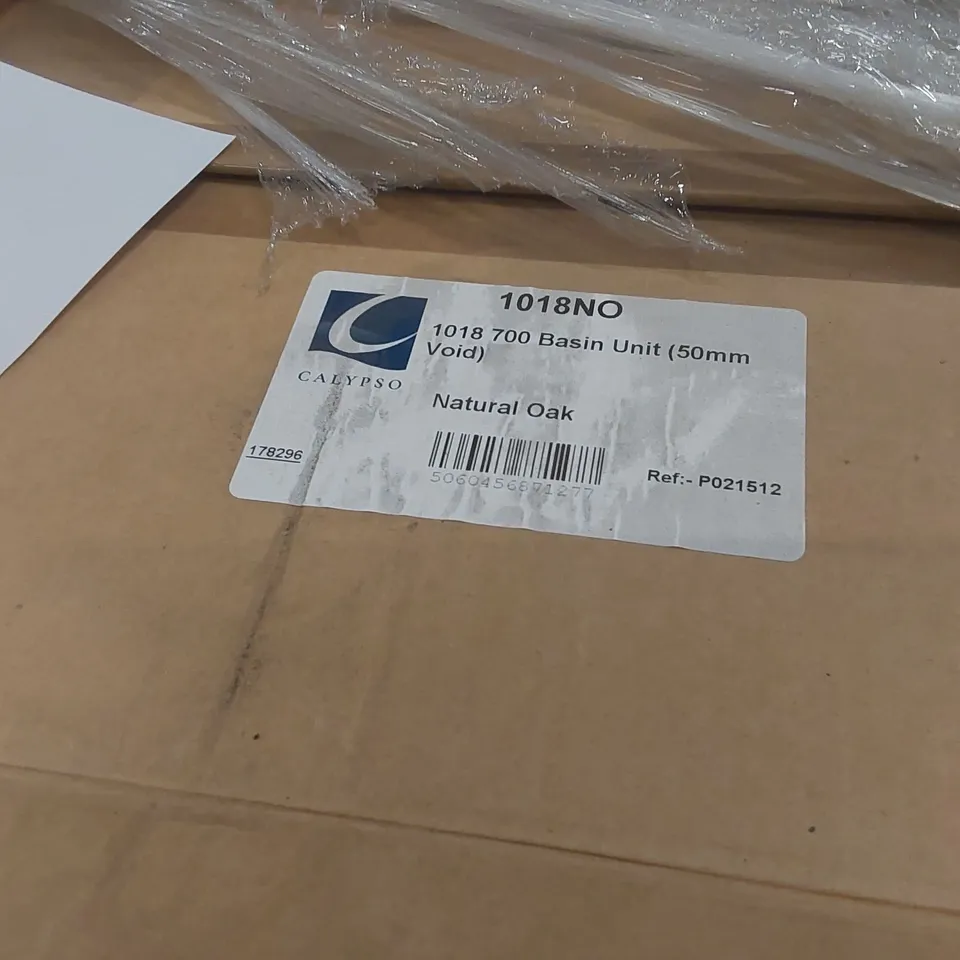 1018NO
1018 700 Basin Unit (50mm
Void)
CALYPSO
Natural Oak
178296
5060456871277
Ref:- P021512